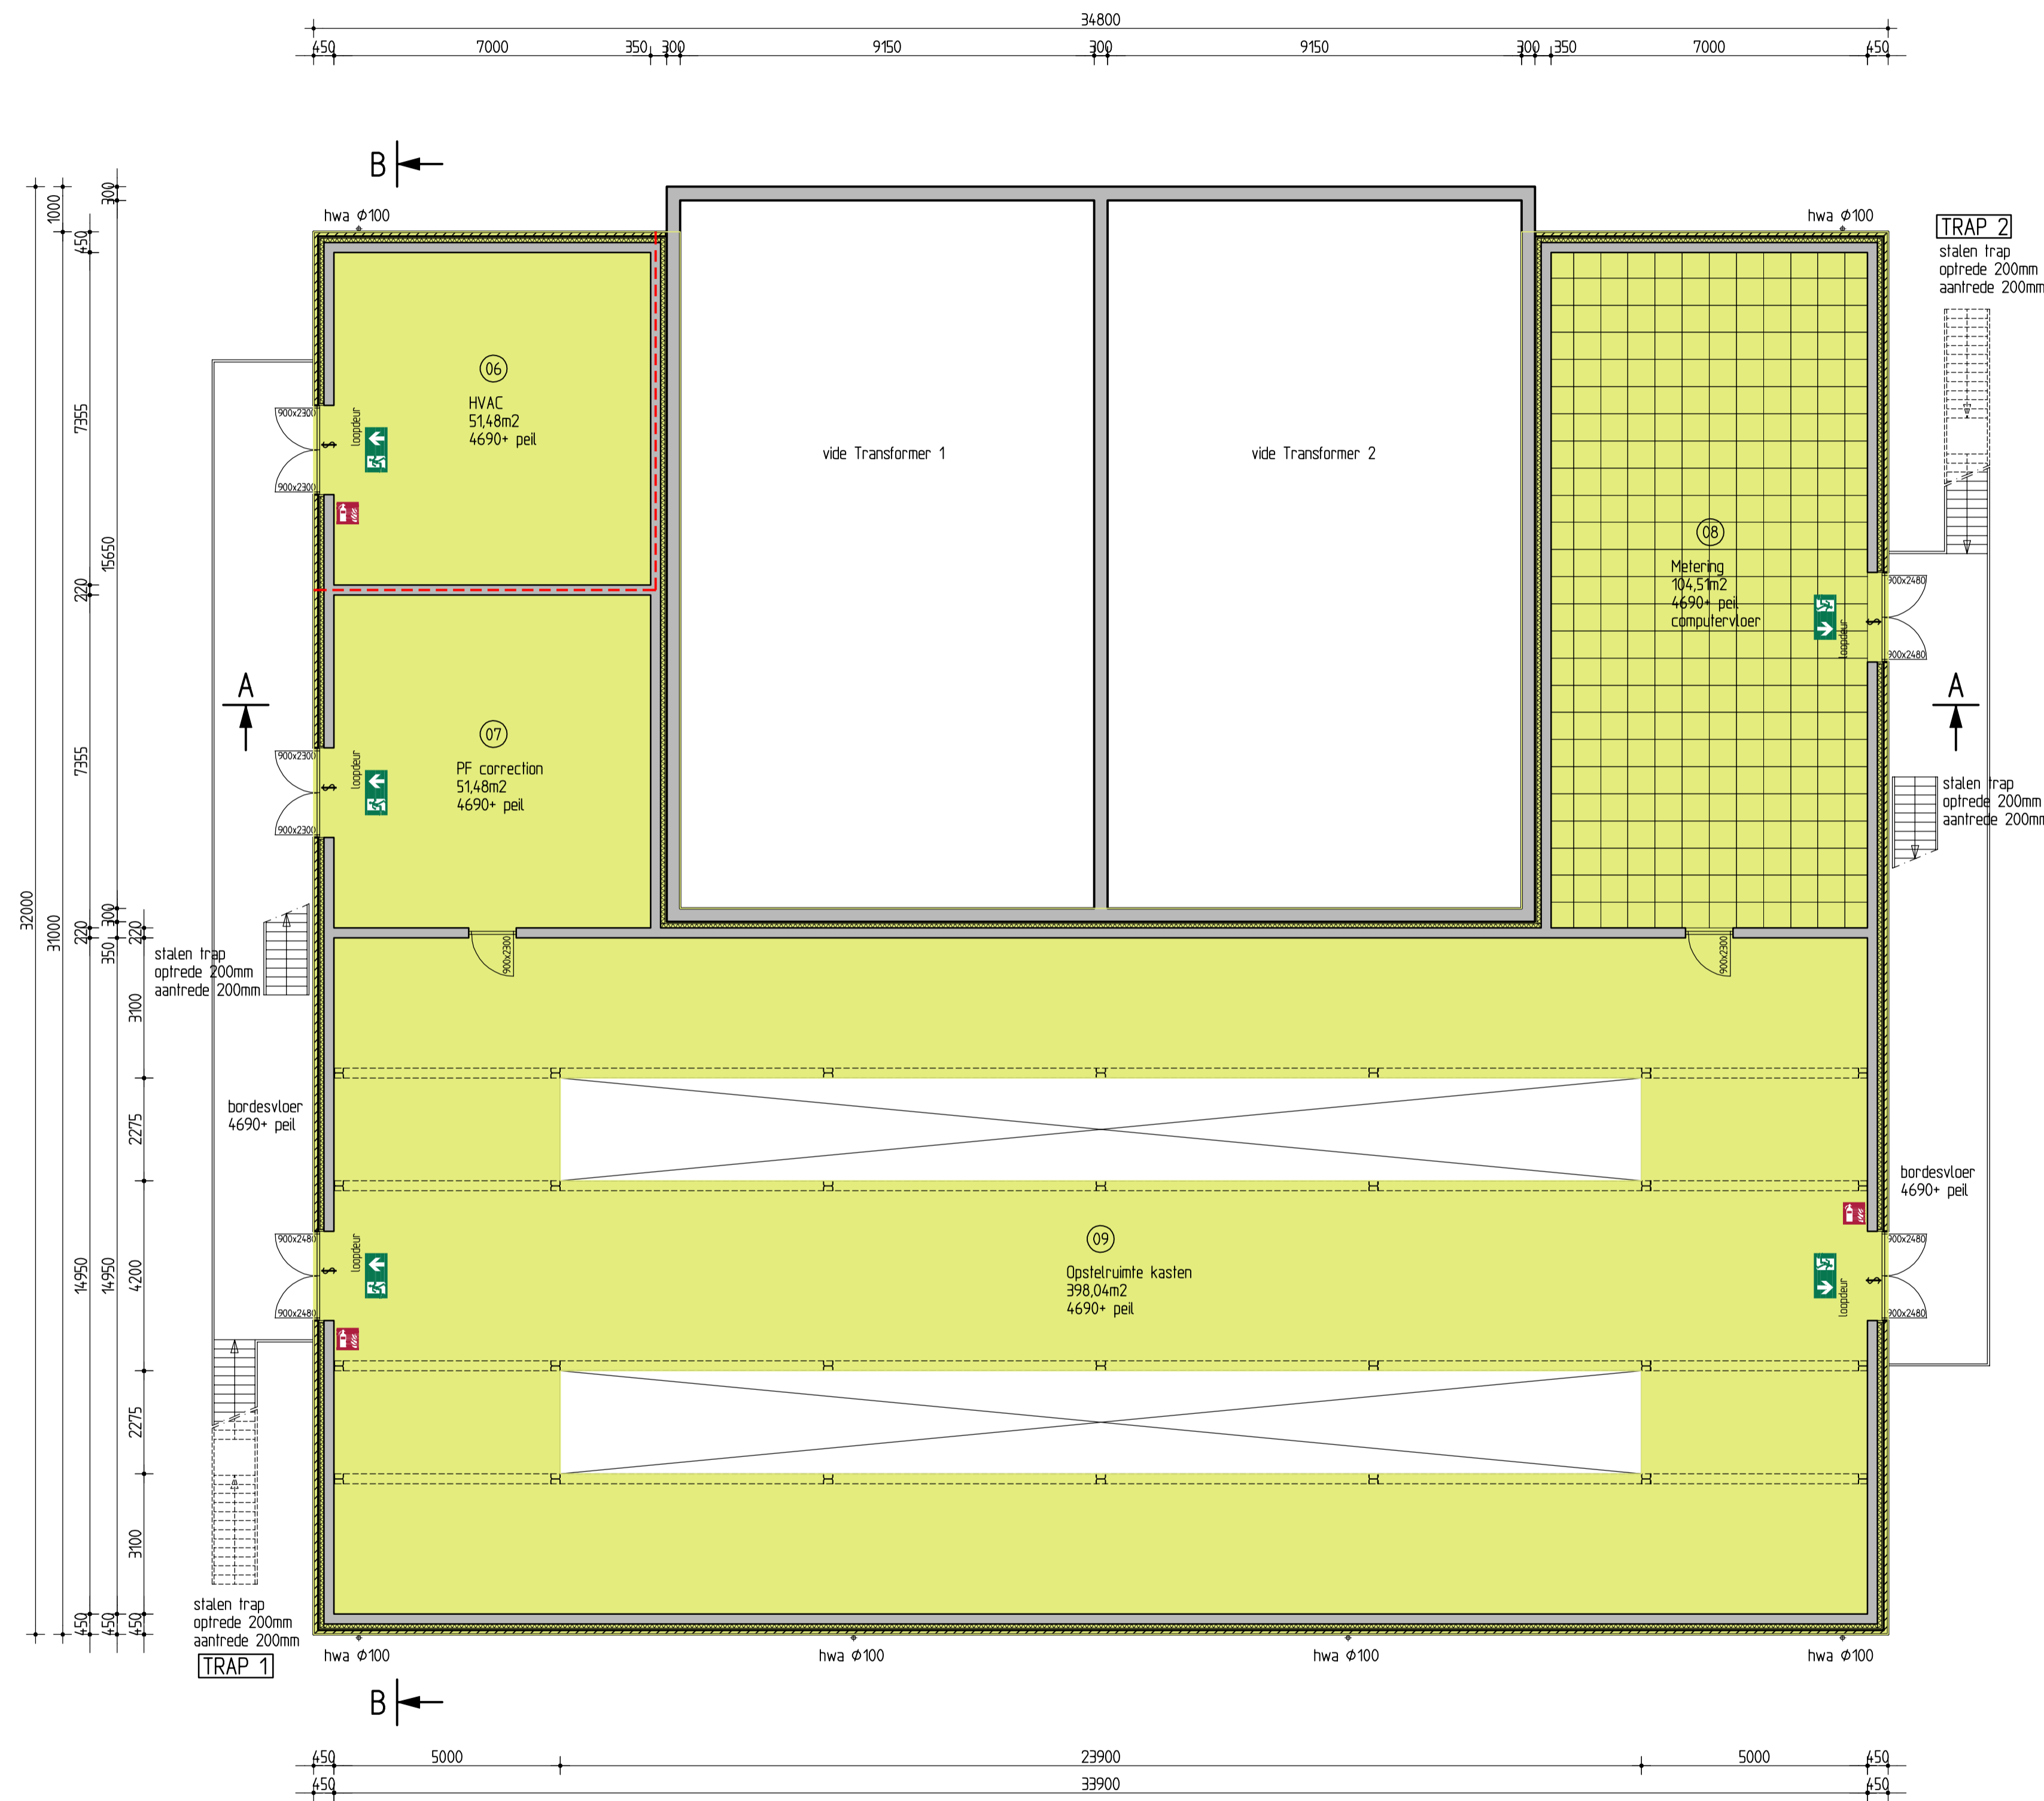 34800
450 7000 350 300 9150 300 9150 300 350 7000 450
B
hwa Ø100
hwa Ø100
TRAP 2
stalen trap
optrede 200mm
aantrede 200mm
32000
31000
1000
450
7355
220
7355
220
14950
450
300
15650
300
350
14950
450
220
3100
2275
4200
2275
3100
450
06
HVAC
51,48m2
4690+ peil
900x2300
900x2300
loopdeur
vide Transformer 1
vide Transformer 2
08
Metering
104,51m2
4690+ peil
computervloer
900x2480
900x2480
loopdeur
A
A
07
PF correction
51,48m2
4690+ peil
900x2300
900x2300
loopdeur
stalen trap
optrede 200mm
aantrede 200mm
stalen trap
optrede 200mm
aantrede 200mm
900x2300
900x2300
bordesvloer
4690+ peil
bordesvloer
4690+ peil
09
Opstelruimte kasten
398,04m2
4690+ peil
900x2480
900x2480
loopdeur
900x2480
900x2480
loopdeur
stalen trap
optrede 200mm
aantrede 200mm
TRAP 1
hwa Ø100
hwa Ø100
hwa Ø100
hwa Ø100
B
450 5000 23900 5000 450
450 33900 450